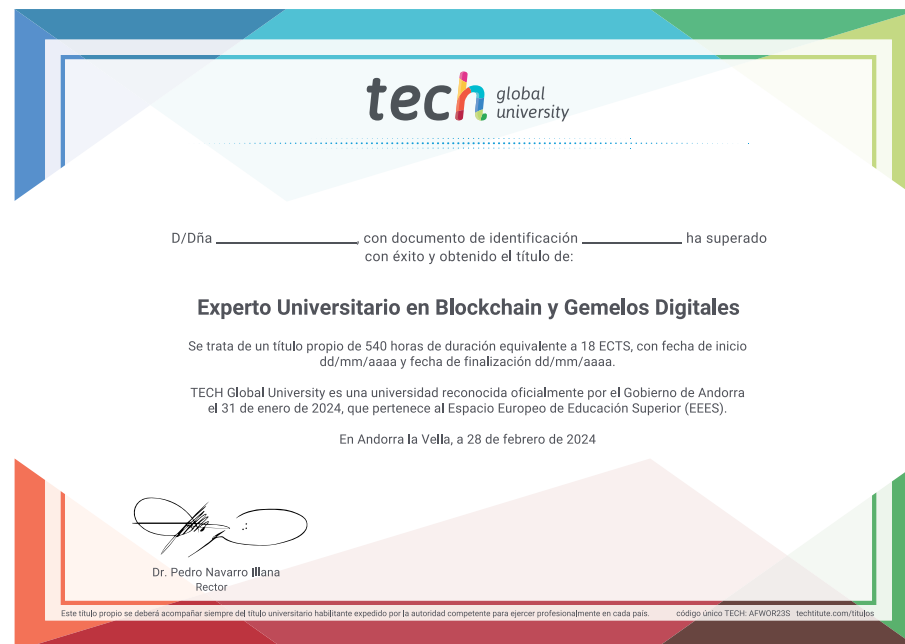 tech global university
D/Dña ____________________, con documento de identificación ______________ ha superado
con éxito y obtenido el título de:
Experto Universitario en Blockchain y Gemelos Digitales
Se trata de un título propio de 540 horas de duración equivalente a 18 ECTS, con fecha de inicio
dd/mm/aaaa y fecha de finalización dd/mm/aaaa.
TECH Global University es una universidad reconocida oficialmente por el Gobierno de Andorra
el 31 de enero de 2024, que pertenece al Espacio Europeo de Educación Superior (EEES).
En Andorra la Vella, a 28 de febrero de 2024
Dr. Pedro Navarro Illana
Rector
Este título propio se deberá acompañar siempre del título universitario habilitante expedido por la autoridad competente para ejercer profesionalmente en cada país. código único TECH: AFWOR23S techtitute.com/titulos